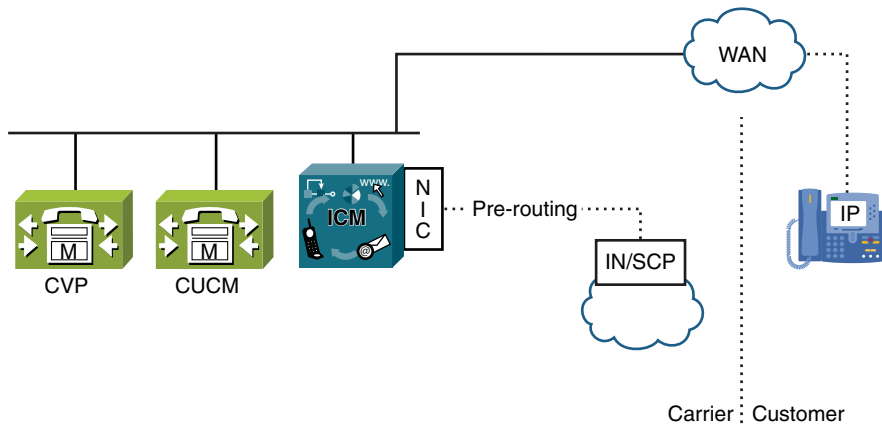 WAN
www.
N
I
C
ICM
@
Pre-routing
IP
M
M
IN/SCP
CVP
CUCM
Carrier
Customer